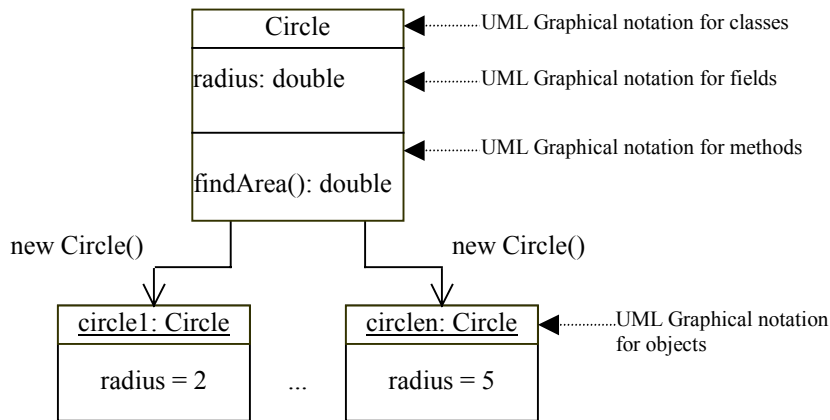 Circle
UML Graphical notation for classes
radius: double
UML Graphical notation for fields
UML Graphical notation for methods
findArea(): double
new Circle()
new Circle()
circle1: Circle
circlen: Circle
UML Graphical notation
for objects
radius = 2
...
radius = 5